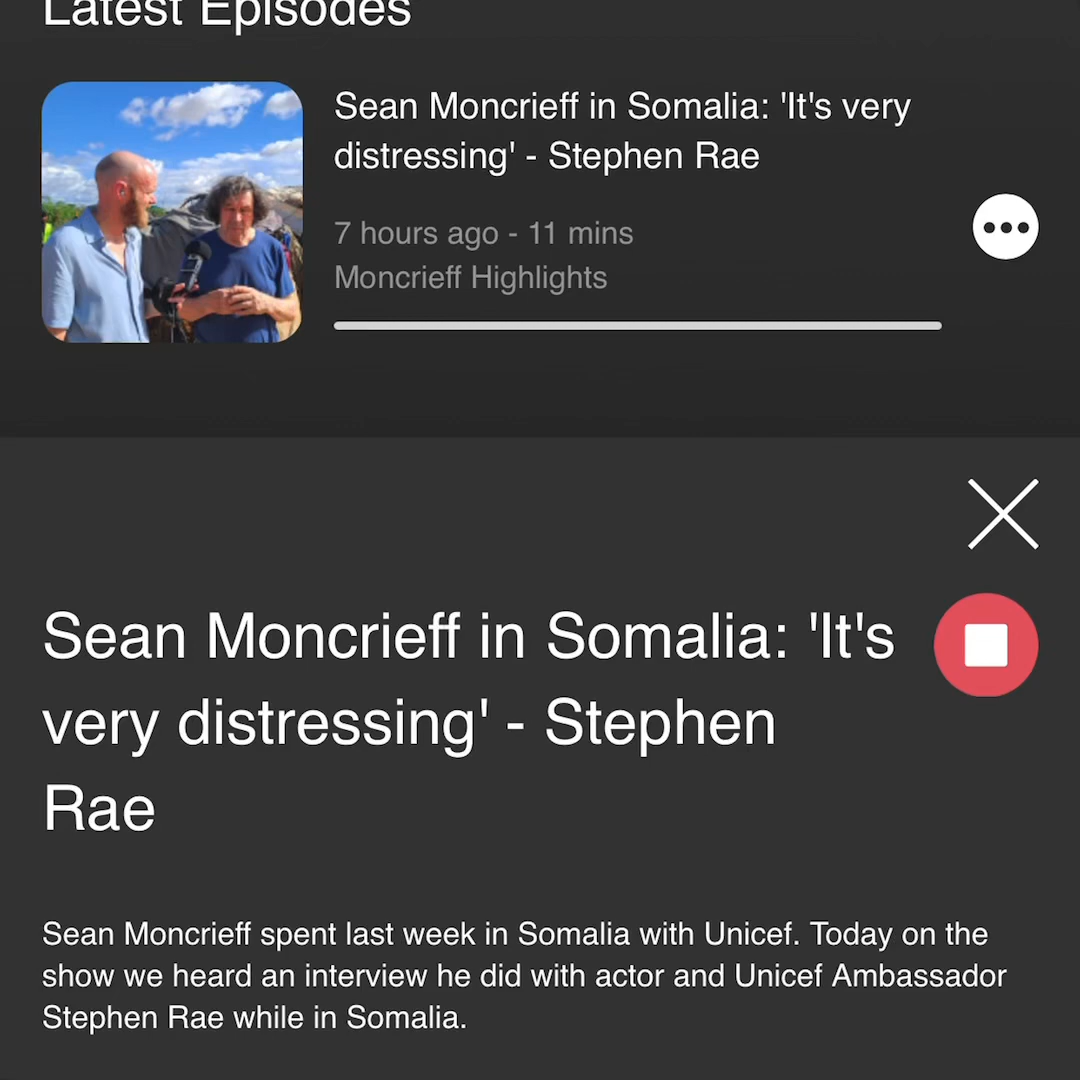 Latest Episodes
Sean Moncrieff in Somalia: 'It's very
distressing' - Stephen Rae
7 hours ago - 11 mins
Moncrieff Highlights
Sean Moncrieff in Somalia: 'It's
very distressing' - Stephen
Rae
Sean Moncrieff spent last week in Somalia with Unicef. Today on the
show we heard an interview he did with actor and Unicef Ambassador
Stephen Rae while in Somalia.